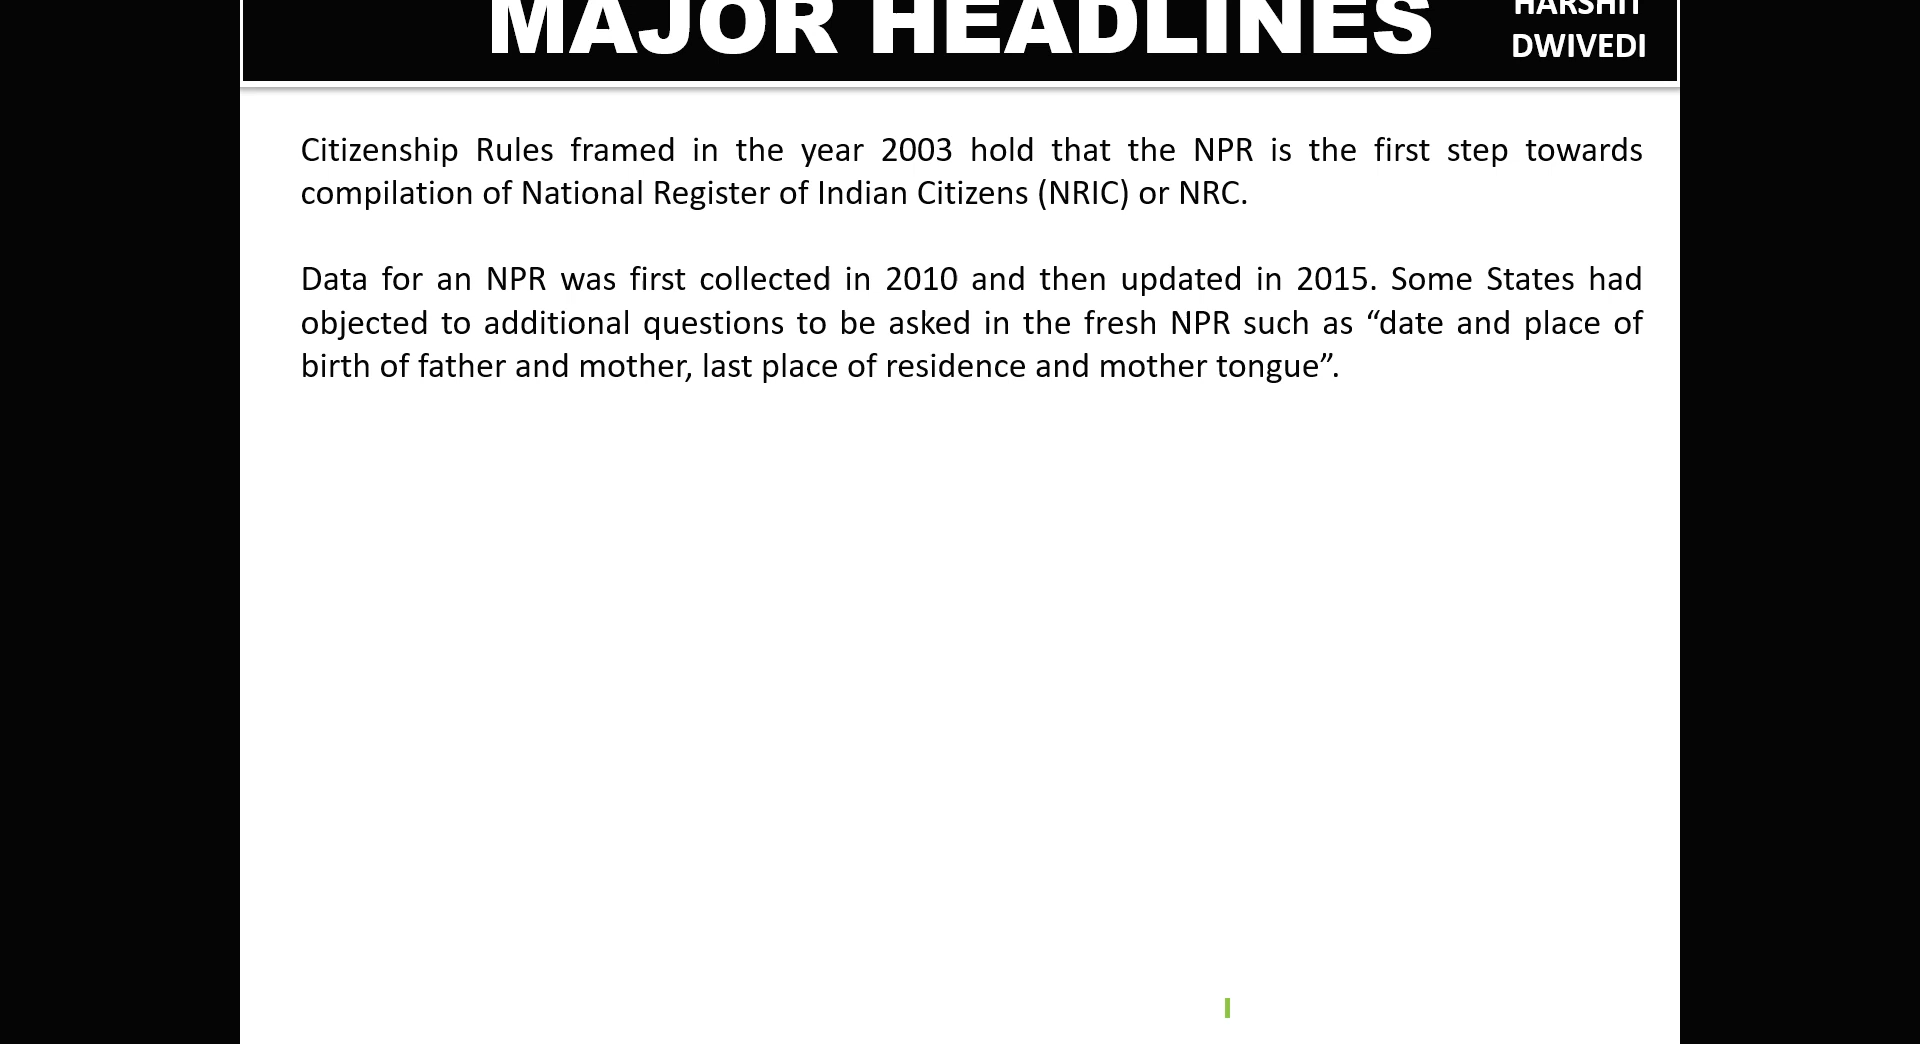 MAJOR HEADLINES
HARSHIT
DWIVEDI
Citizenship Rules framed in the year 2003 hold that the NPR is the first step towards
compilation of National Register of Indian Citizens (NRIC) or NRC.
Data for an NPR was first collected in 2010 and then updated in 2015. Some States had
objected to additional questions to be asked in the fresh NPR such as “date and place of
birth of father and mother, last place of residence and mother tongue”.